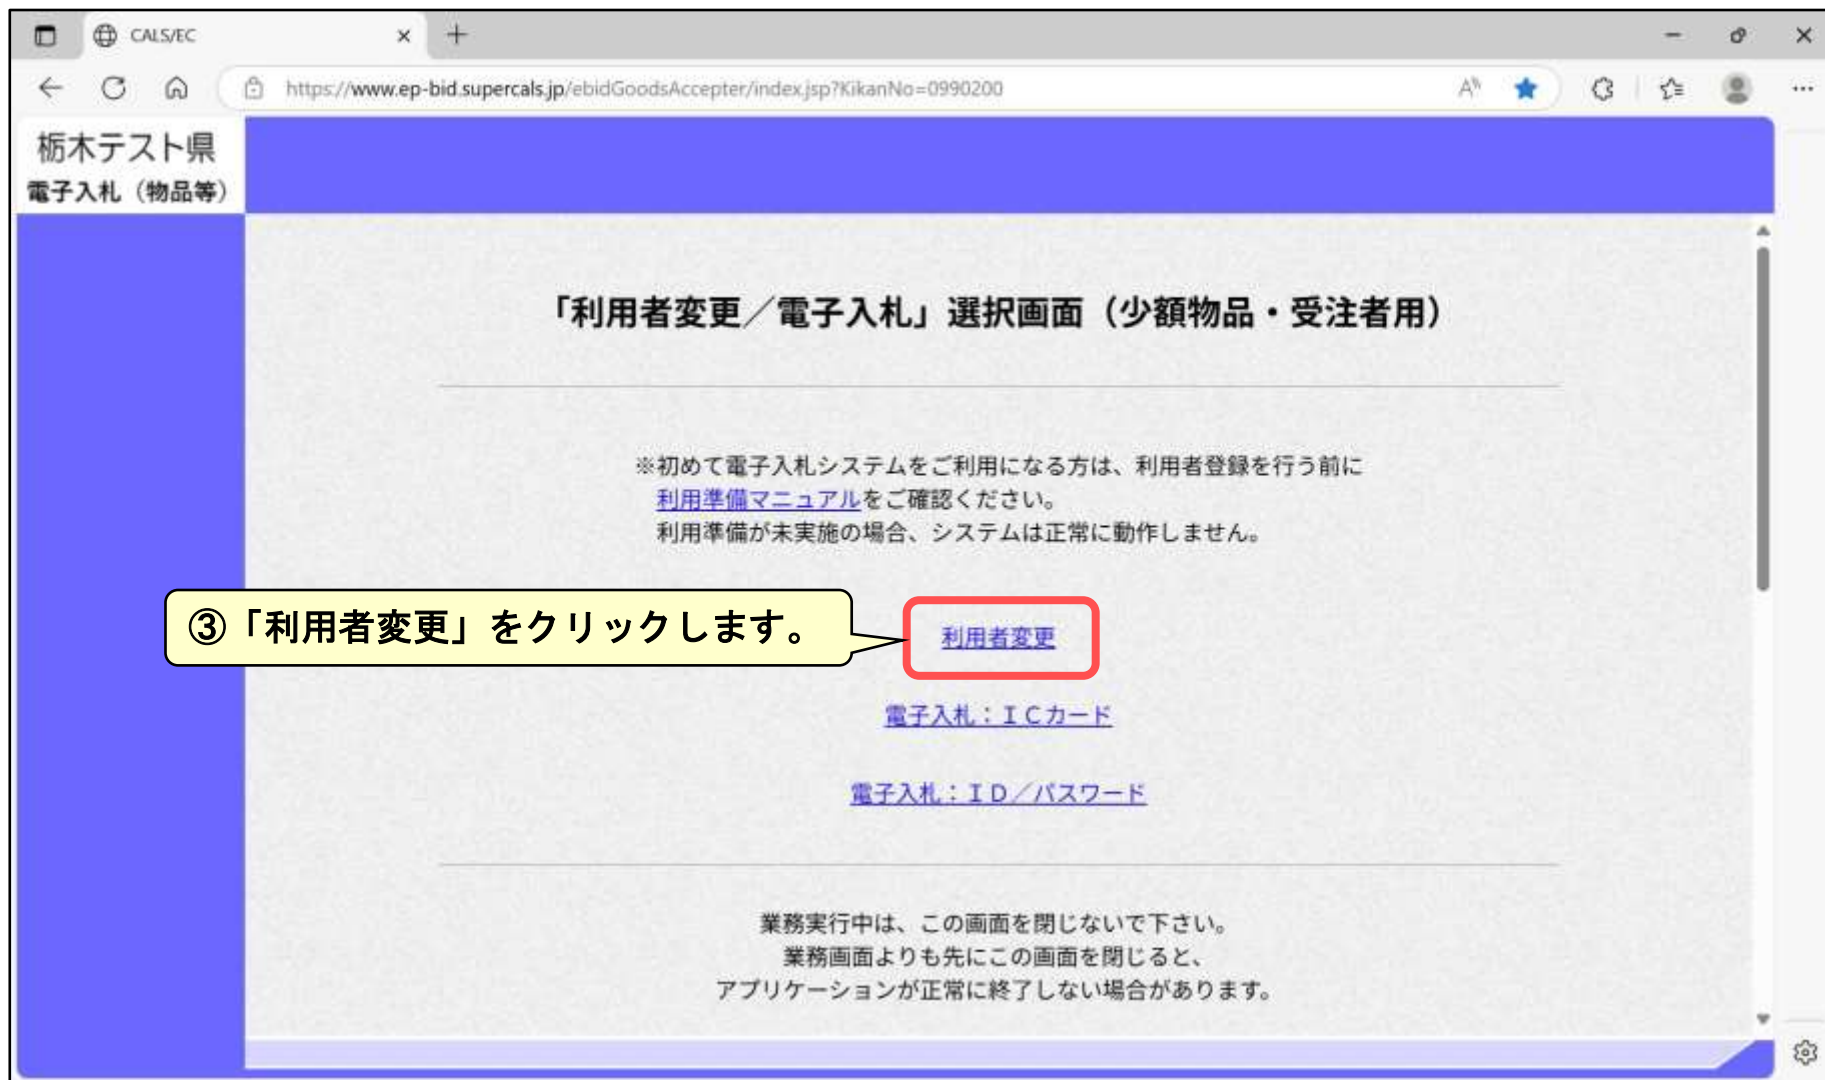 CALS/EC
https://www.ep-bid.supercals.jp/ebidGoodsAccepter/index.jsp?KikanNo=0990200
栃木テスト県
電子入札（物品等）
「利用者変更／電子入札」選択画面（少額物品・受注者用）
※初めて電子入札システムをご利用になる方は、利用者登録を行う前に
利用準備マニュアルをご確認ください。
利用準備が未実施の場合、システムは正常に動作しません。
③「利用者変更」をクリックします。
利用者変更
電子入札：ＩＣカード
電子入札：ＩＤ／パスワード
業務実行中は、この画面を閉じないで下さい。
業務画面よりも先にこの画面を閉じると、
アプリケーションが正常に終了しない場合があります。